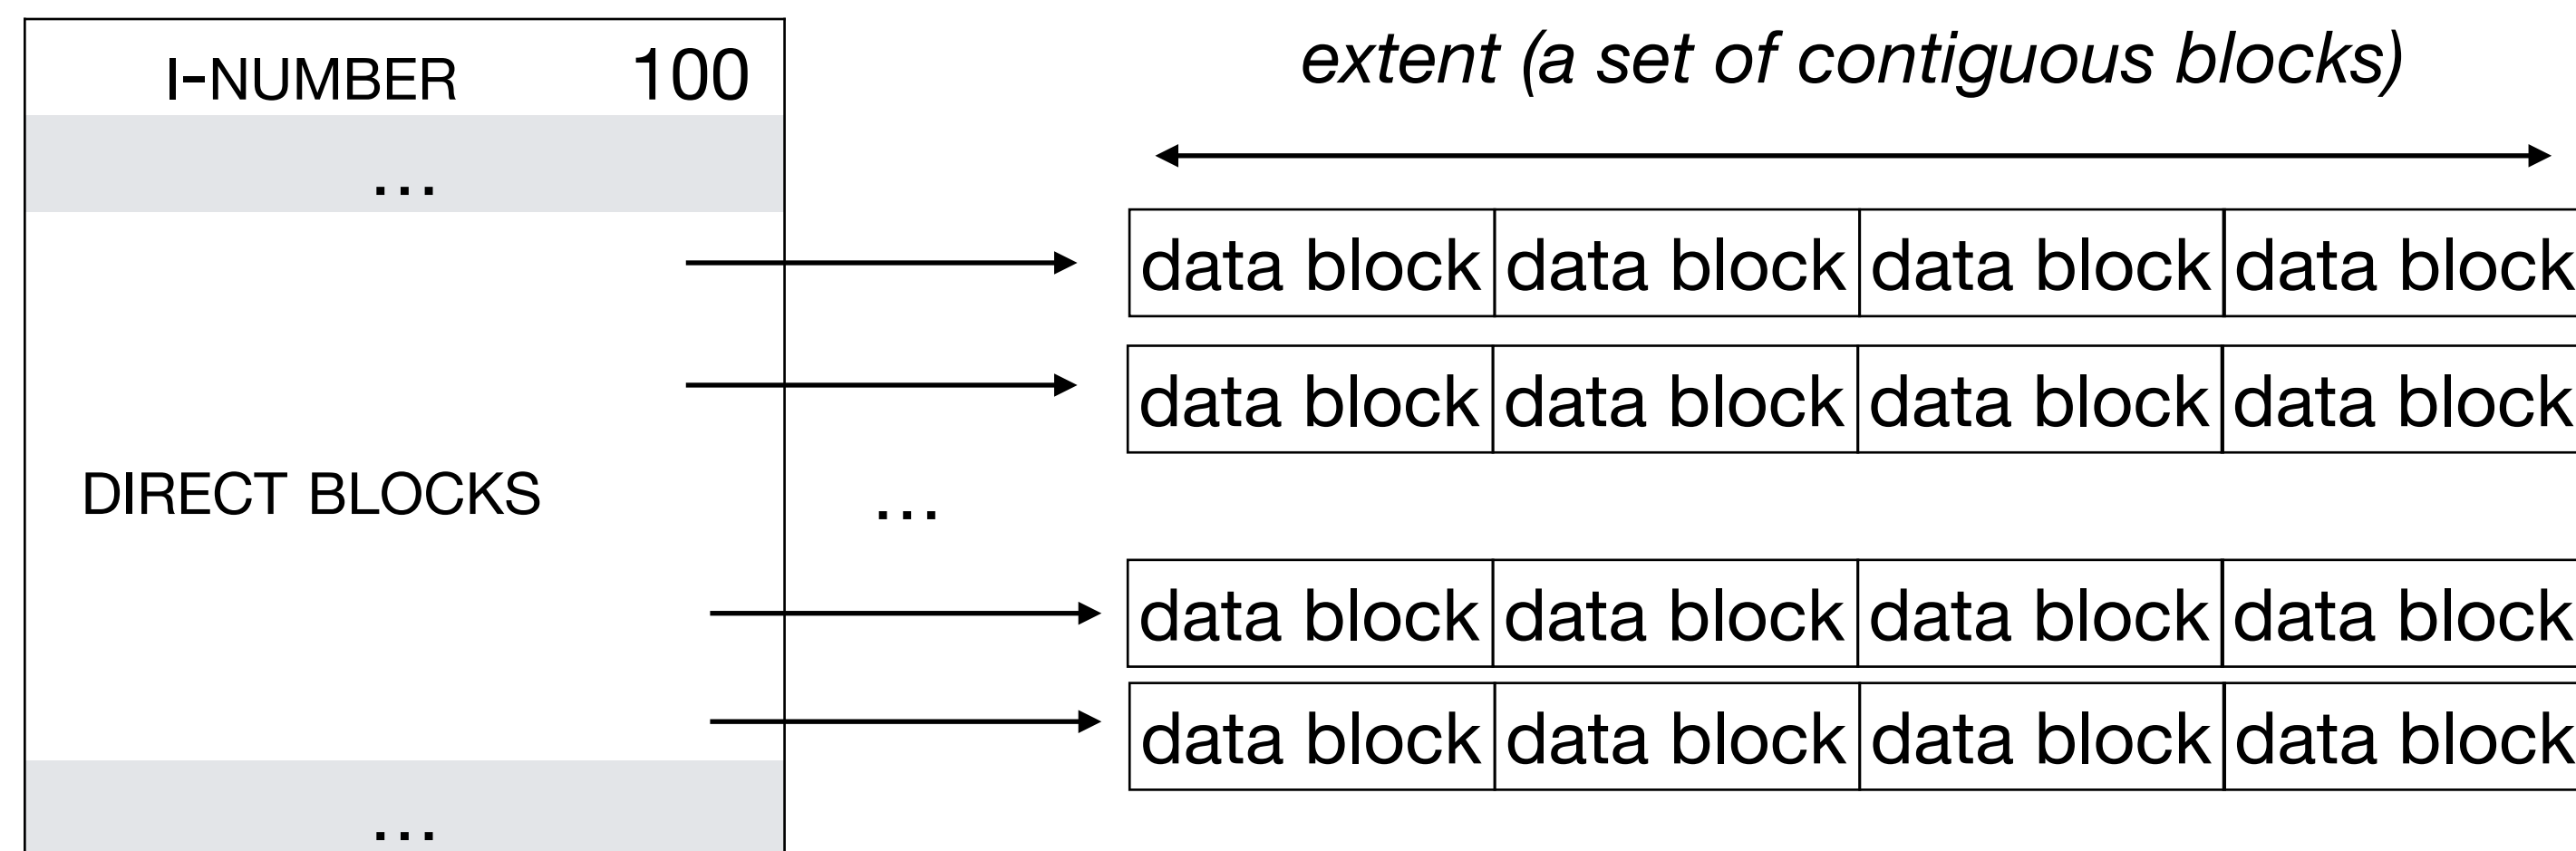 I-NUMBER 100
extent (a set of contiguous blocks)
...
data block data block data block data block
data block data block data block data block
DIRECT BLOCKS
...
data block data block data block data block
data block data block data block data block
...